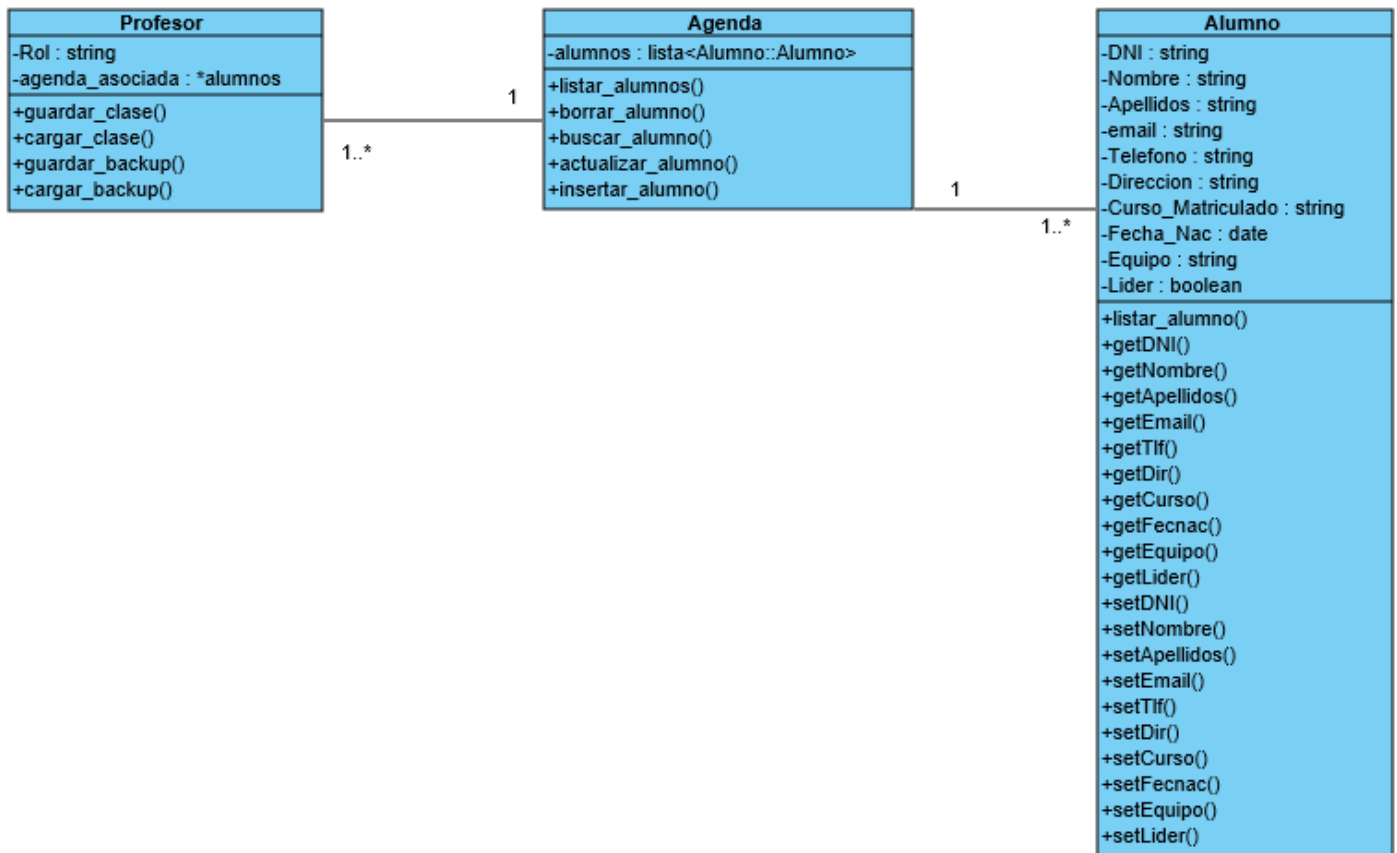 Profesor
-Rol : string
-agenda_asociada : *alumnos
+guardar_clase()
+cargar_clase()
+guardar_backup()
+cargar_backup()
1
1..*
Agenda
-alumnos : lista<Alumno::Alumno>
+listar_alumnos()
+borrar_alumno()
+buscar_alumno()
+actualizar_alumno()
+insertar_alumno()
1
1..*
Alumno
-DNI : string
-Nombre : string
-Apellidos : string
-email : string
-Telefono : string
-Direccion : string
-Curso_Matriculado : string
-Fecha_Nac : date
-Equipo : string
-Lider : boolean
+listar_alumno()
+getDNI()
+getNombre()
+getApellidos()
+getEmail()
+getTlf()
+getDir()
+getCurso()
+getFecnac()
+getEquipo()
+getLider()
+setDNI()
+setNombre()
+setApellidos()
+setEmail()
+setTlf()
+setDir()
+setCurso()
+setFecnac()
+setEquipo()
+setLider()